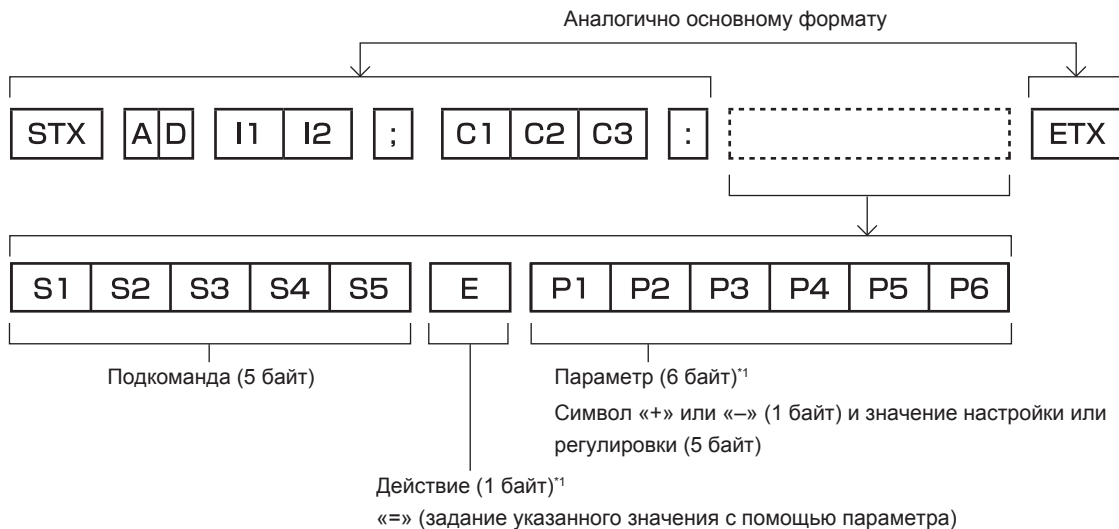 Аналогично основному формату
STX A D I1 I2 ; C1 C2 C3 : ETX
S1 S2 S3 S4 S5 E P1 P2 P3 P4 P5 P6
Подкоманда (5 байт)
Параметр (6 байт)*1
Символ «+» или «–» (1 байт) и значение настройки или
регулировки (5 байт)
Действие (1 байт)*1
«=» (задание указанного значения с помощью параметра)